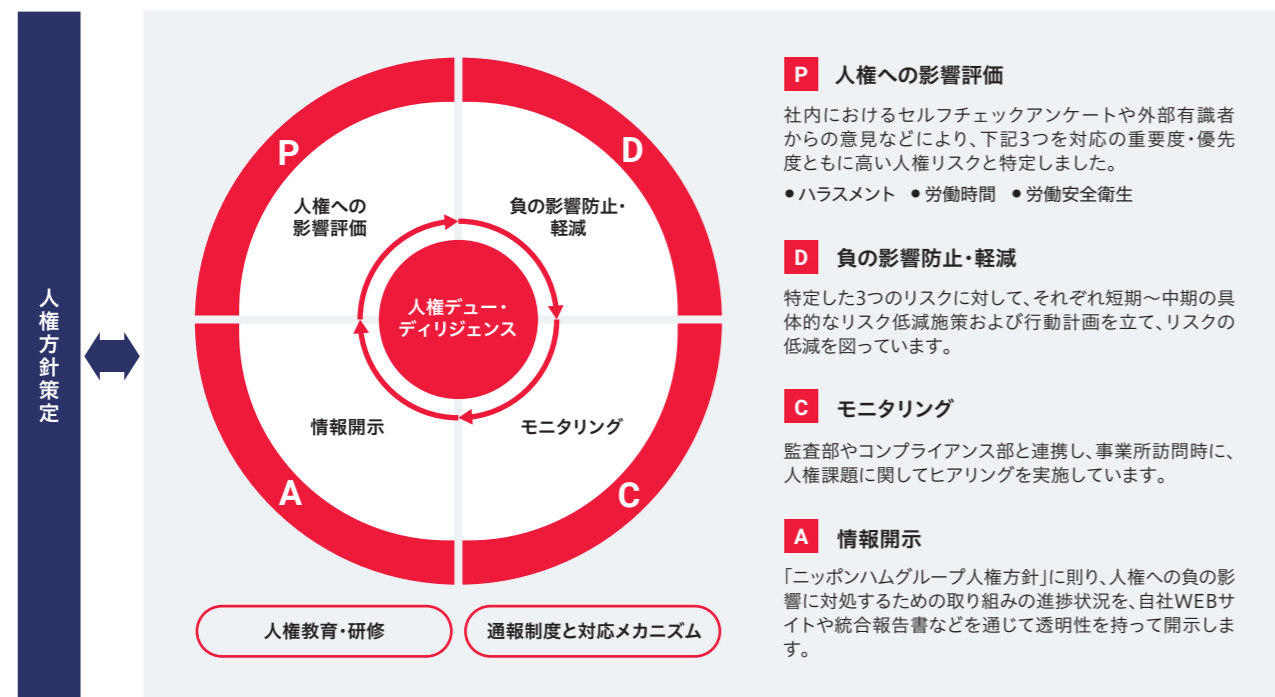 人権方針策定
P
人権への
影響評価
D
負の影響防止・
軽減
人権デュー・
ディリジェンス
情報開示
A
モニタリング
C
人権教育・研修
通報制度と対応メカニズム
P 人権への影響評価
社内におけるセルフチェックアンケートや外部有識者
からの意見などにより、下記3つを対応の重要度・優先
度ともに高い人権リスクと特定しました。
●ハラスメント ●労働時間 ●労働安全衛生
D 負の影響防止・軽減
特定した3つのリスクに対して、それぞれ短期～中期の具
体的なリスク低減施策および行動計画を立て、リスクの
低減を図っています。
C モニタリング
監査部やコンプライアンス部と連携し、事業所訪問時に、
人権課題に関してヒアリングを実施しています。
A 情報開示
「ニッポンハムグループ人権方針」に則り、人権への負の影
響に対処するための取り組みの進捗状況を、自社WEBサ
イトや統合報告書などを通じて透明性を持って開示しま
す。